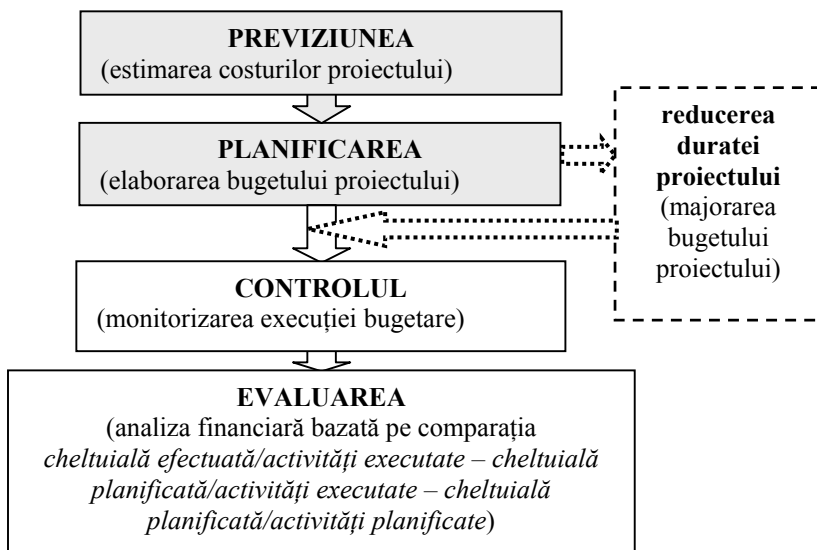 PREVIZIUNEA
(estimarea costurilor proiectului)
PLANIFICAREA
(elaborarea bugetului proiectului)
reducerea
duratei
proiectului
(majorarea
bugetului
proiectului)
CONTROLUL
(monitorizarea execuției bugetare)
EVALUAREA
(analiza financiară bazată pe comparația
cheltuială efectuată/activități executate – cheltuială
planificată/activități executate – cheltuială
planificată/activități planificate)